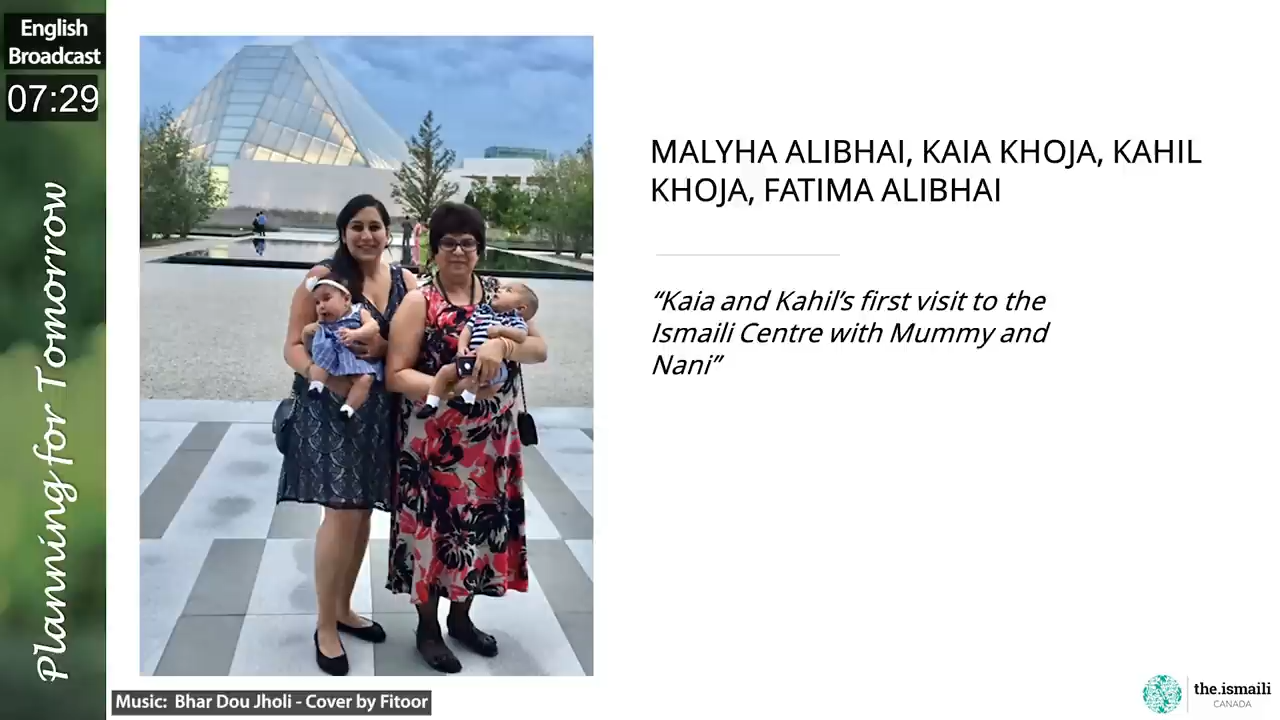 English
Broadcast
07:29
Planning for Tomorrow
MALYHA ALIBHAI, KAIA KHOJA, KAHIL
KHOJA, FATIMA ALIBHAI
“Kaia and Kahil’s first visit to the
Ismaili Centre with Mummy and
Nani”
Music: Bhar Dou Jholi - Cover by Fitoor
the.ismaili
CANADA